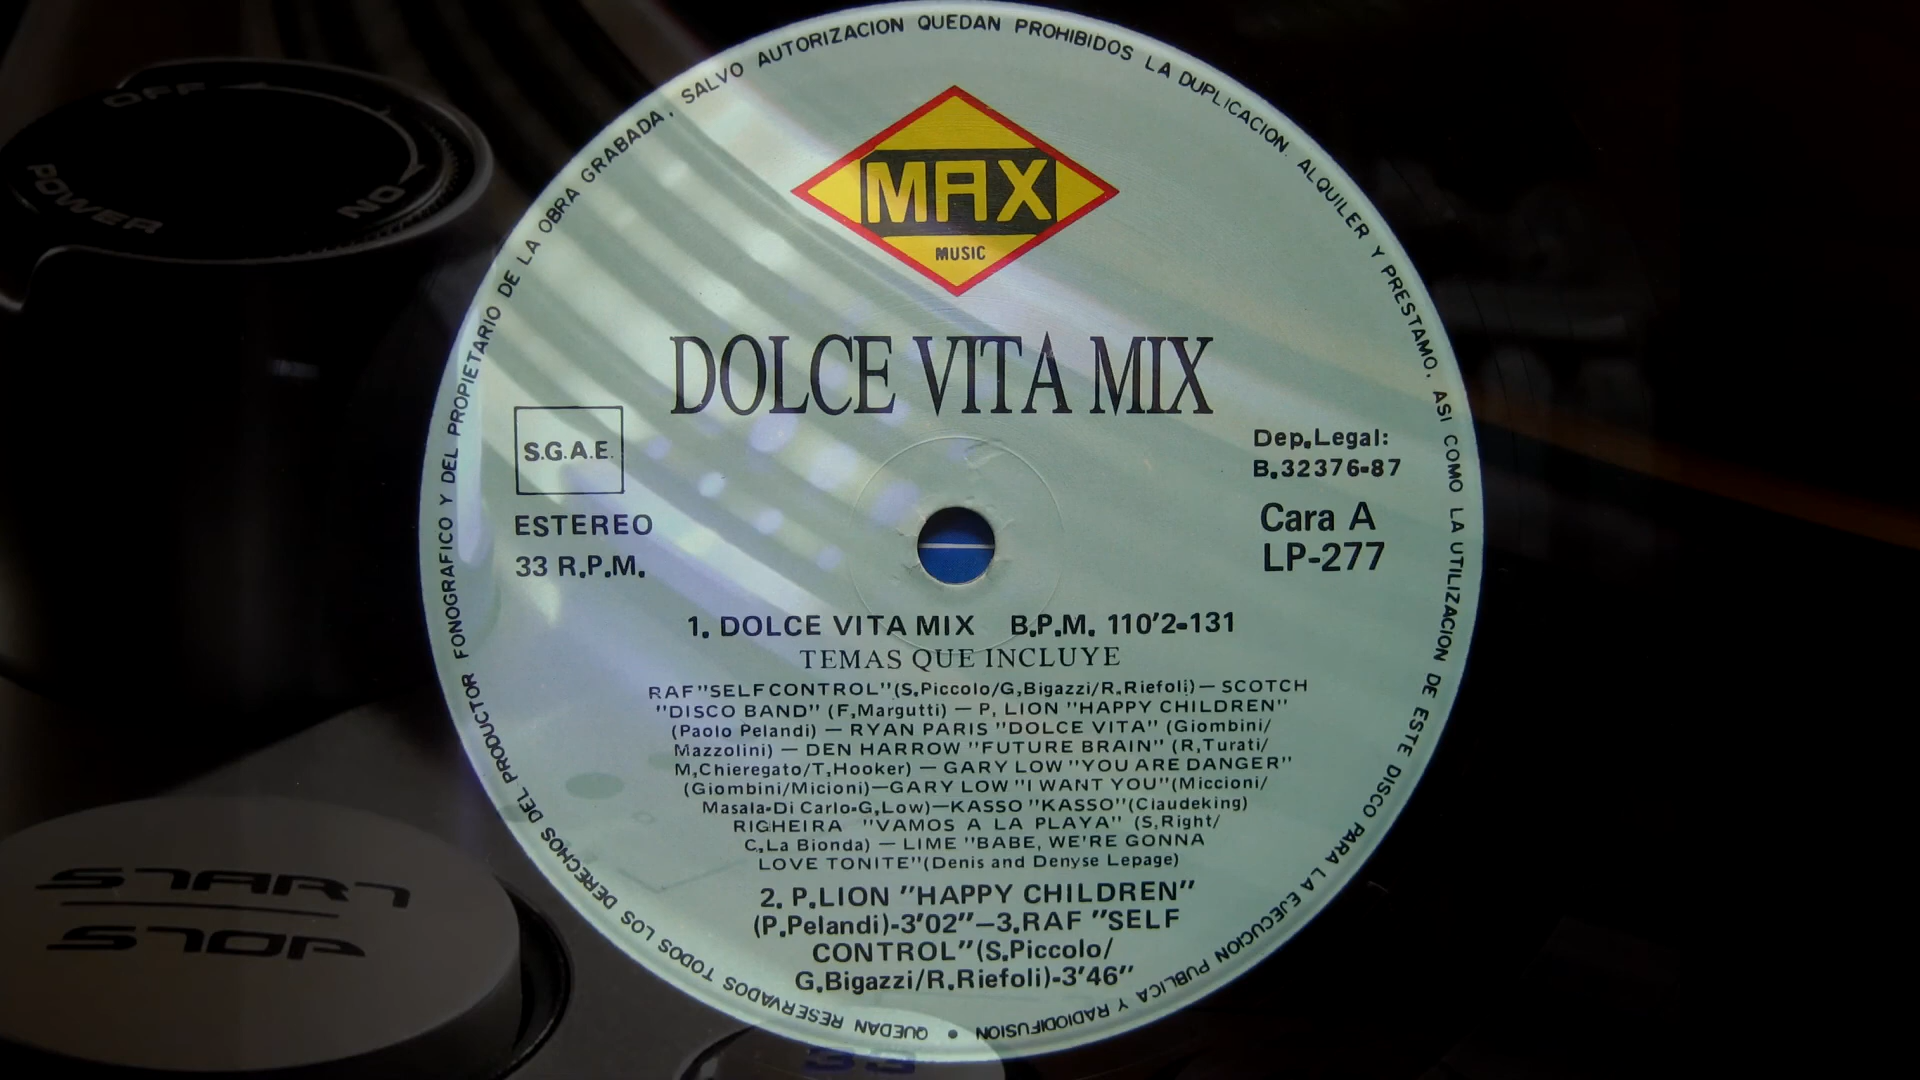 QUEDAN RESERVADOS TODOS LOS DERECHOS DEL PRODUCTOR FONOGRAFICO Y DEL PROPIETARIO DE LA OBRA GRABADA. SALVO AUTORIZACION QUEDAN PROHIBIDOS LA DUPLICACION, ALQUILER Y PRESTAMO, ASI COMO LA UTILIZACION DE ESTE DISCO PARA LA EJECUCION PUBLICA Y RADIODIFUSION •
MAX
MUSIC
DOLCE VITA MIX
S.G.A.E.
ESTEREO
33 R.P.M.
Dep.Legal:
B.32376-87
Cara A
LP-277
1. DOLCE VITA MIX B.P.M. 110'2-131
TEMAS QUE INCLUYE
RAF "SELF CONTROL" (S.Piccolo/G,Bigazzi/R.Riefoli) — SCOTCH
"DISCO BAND" (F,Margutti) — P, LION "HAPPY CHILDREN"
(Paolo Pelandi) — RYAN PARIS "DOLCE VITA" (Giombini/
Mazzolini) — DEN HARROW "FUTURE BRAIN" (R,Turati/
M,Chieregato/T,Hooker) — GARY LOW "YOU ARE DANGER"
(Giombini/Micioni)—GARY LOW "I WANT YOU"(Miccioni/
Masala-Di Carlo-G,Low)—KASSO "KASSO"(Claudeking)
RIGHEIRA "VAMOS A LA PLAYA" (S,Right/
C,La Bionda) — LIME "BABE, WE'RE GONNA
LOVE TONITE"(Denis and Denyse Lepage)
2. P.LION "HAPPY CHILDREN"
(P.Pelandi)-3'02"—3.RAF "SELF
CONTROL"(S.Piccolo/
G.Bigazzi/R.Riefoli)-3'46"
OFF
POWER
ON
START
STOP
33